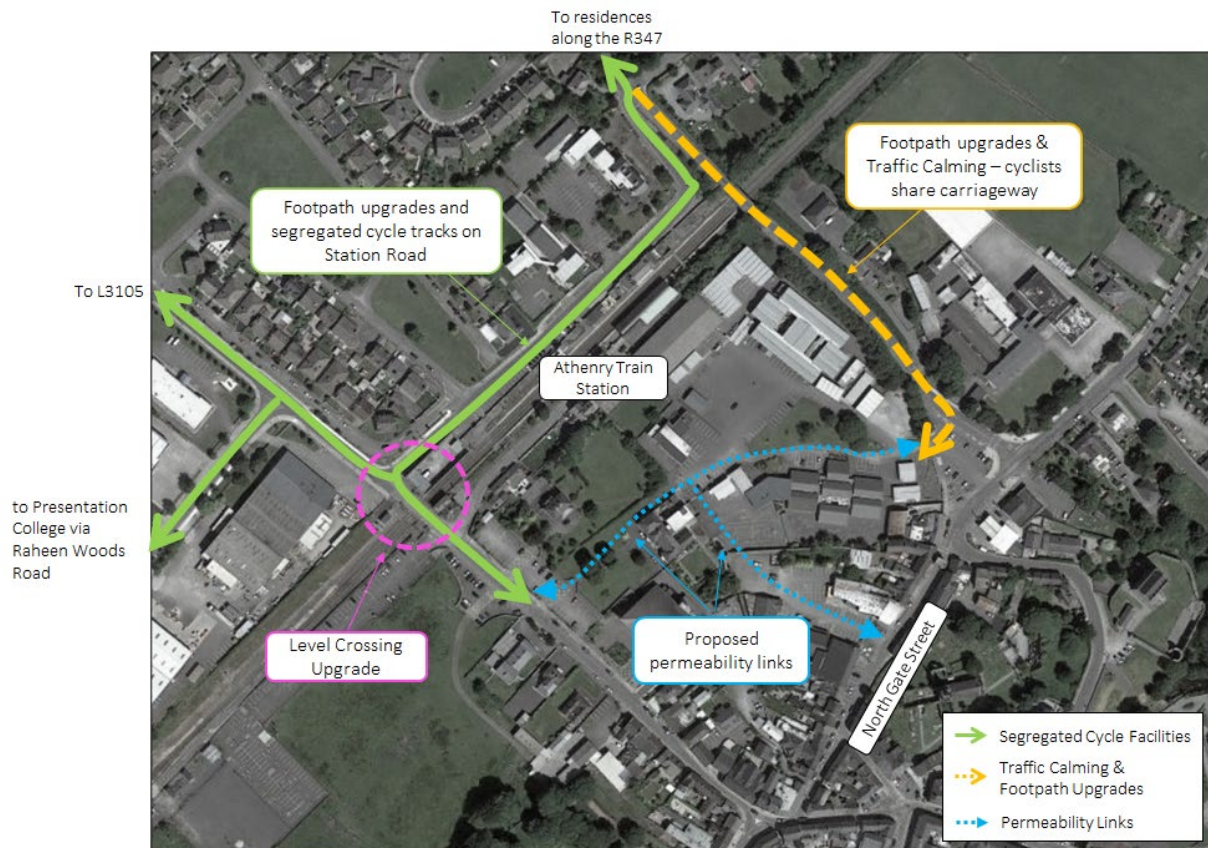 To residences
along the R347
Footpath upgrades &
Traffic Calming – cyclists
share carriageway
Footpath upgrades and
segregated cycle tracks on
Station Road
To L3105
Athenry Train
Station
to Presentation
College via
Raheen Woods
Road
Level Crossing
Upgrade
Proposed
permeability links
North Gate Street
Segregated Cycle Facilities
Traffic Calming &
Footpath Upgrades
Permeability Links